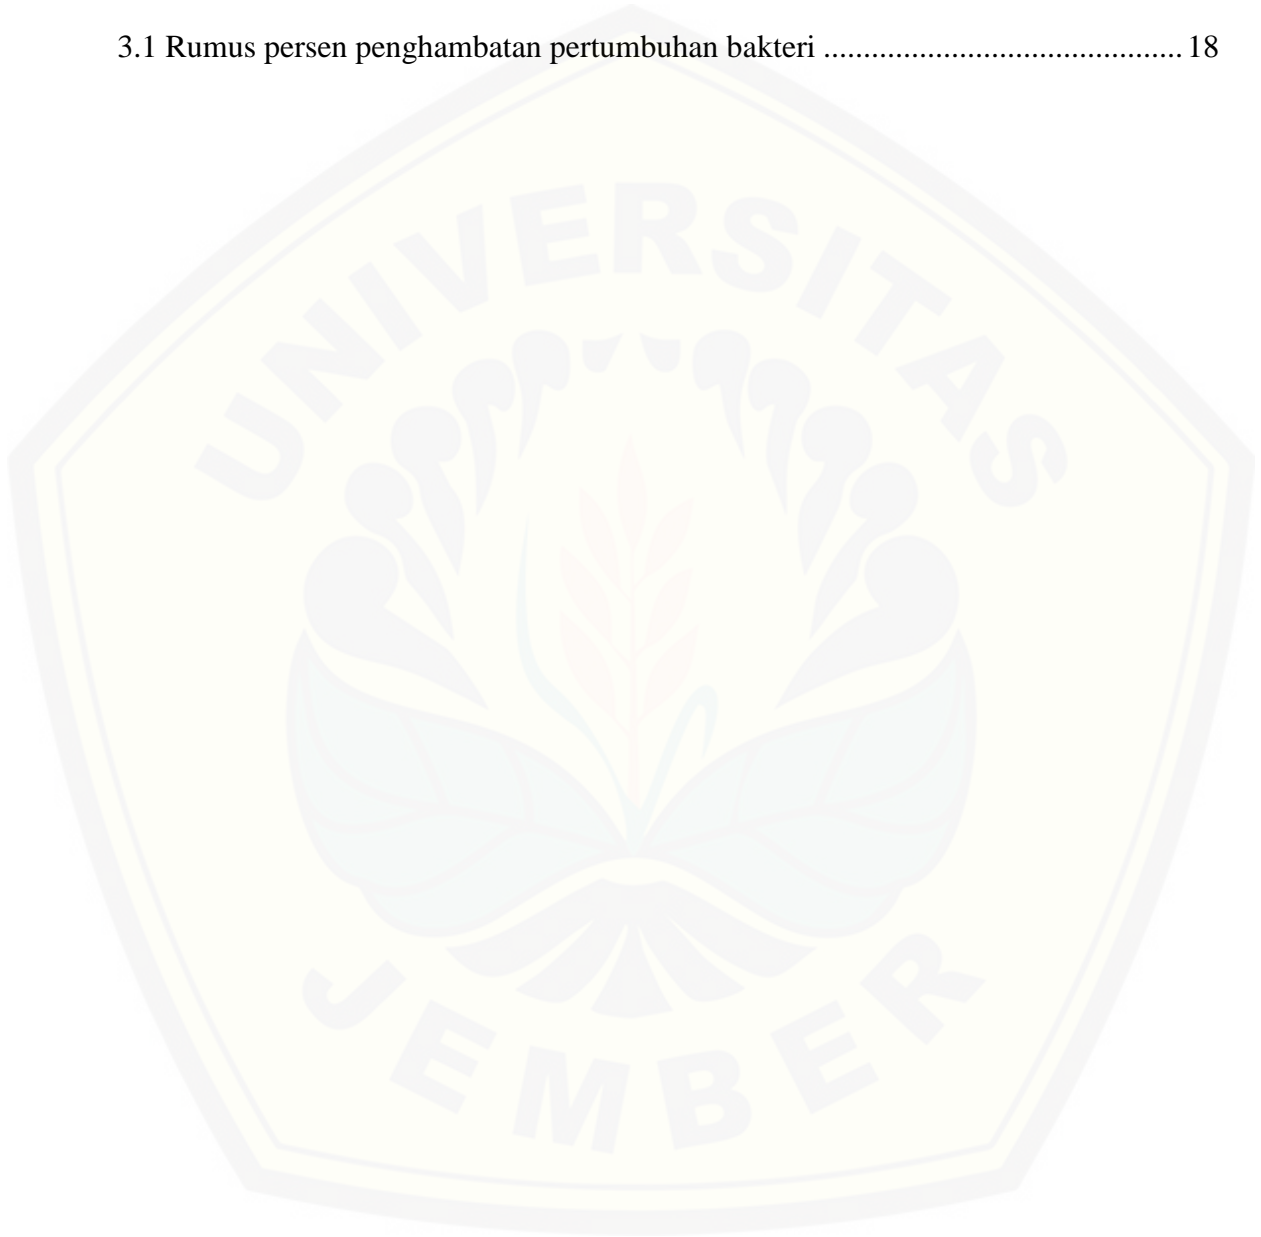 3.1 Rumus persen penghambatan pertumbuhan bakteri ............................................. 18
UNIVERSITAS
JEMBER